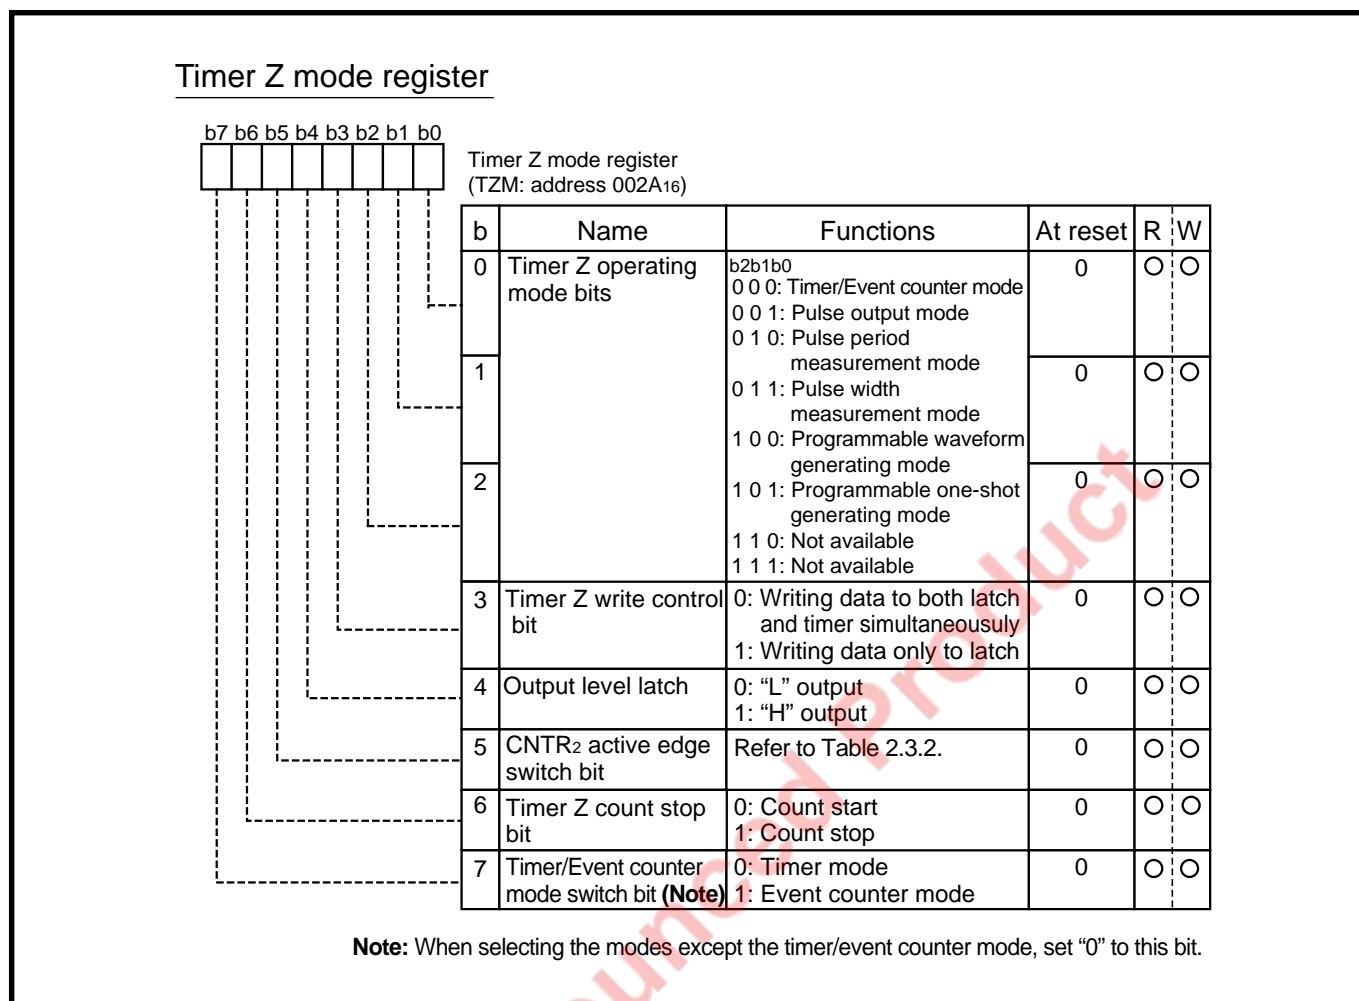 Timer Z mode register
b7 b6 b5 b4 b3 b2 b1 b0
Timer Z mode register
(TZM: address 002A16)
b Name Functions At reset R W
0 Timer Z operating mode bits
b2b1b0
0 0 0: Timer/Event counter mode
0 0 1: Pulse output mode
0 1 0: Pulse period
measurement mode
0 1 1: Pulse width
measurement mode
1 0 0: Programmable waveform
generating mode
1 0 1: Programmable one-shot
generating mode
1 1 0: Not available
1 1 1: Not available
0
1
0
2
0
3 Timer Z write control bit
0: Writing data to both latch
and timer simultaneousuly
1: Writing data only to latch
0
4 Output level latch
0: “L” output
1: “H” output
0
5 CNTR2 active edge switch bit
Refer to Table 2.3.2.
0
6 Timer Z count stop bit
0: Count start
1: Count stop
0
7 Timer/Event counter mode switch bit (Note)
0: Timer mode
1: Event counter mode
0
Note: When selecting the modes except the timer/event counter mode, set “0” to this bit.
unced Product